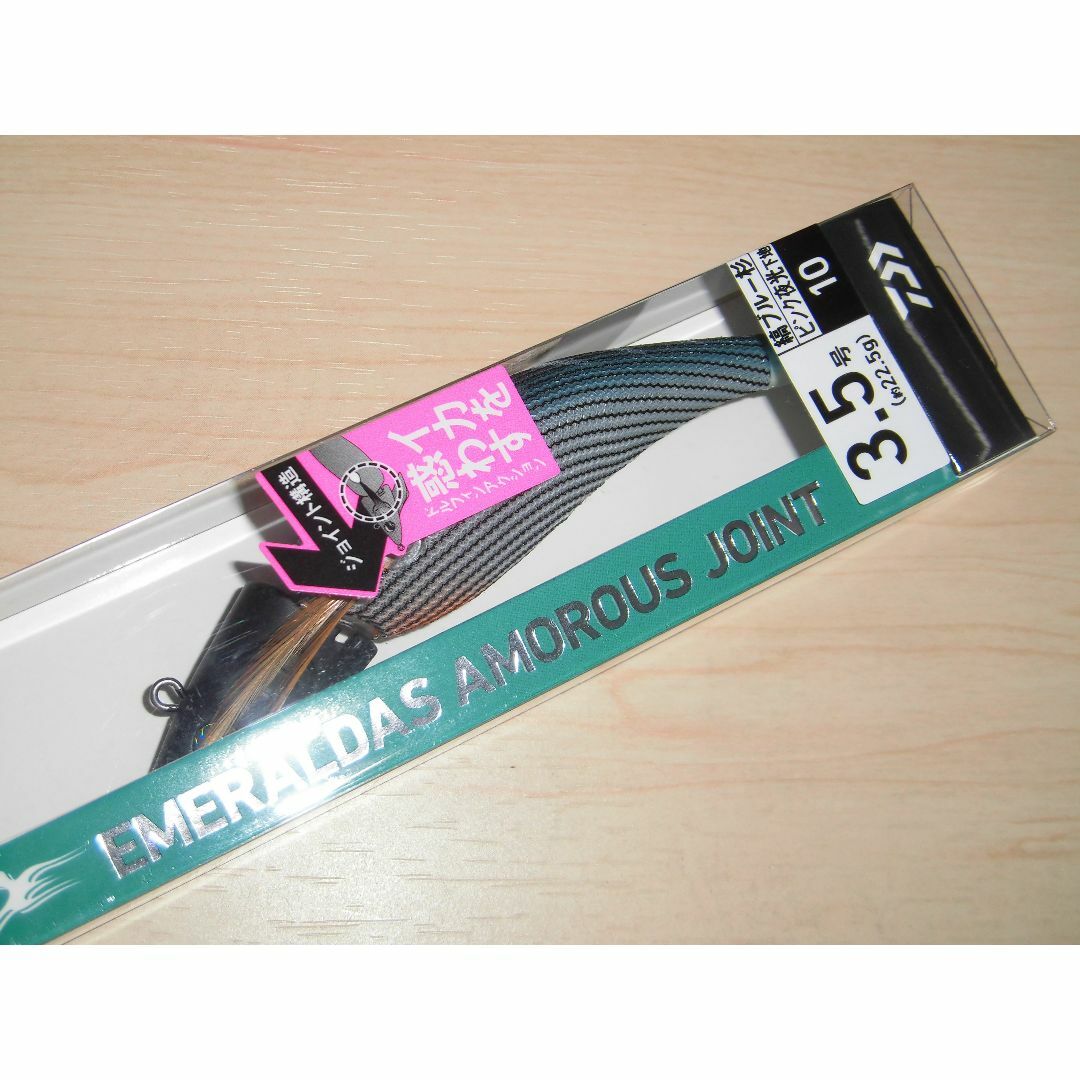 縞ブルー杉
ピンク夜光下地
10
3.5号
(約22.5g)
イカを
惑わす
ドルフィンアクション
ジョイント構造
EMERALDAS AMOROUS JOINT